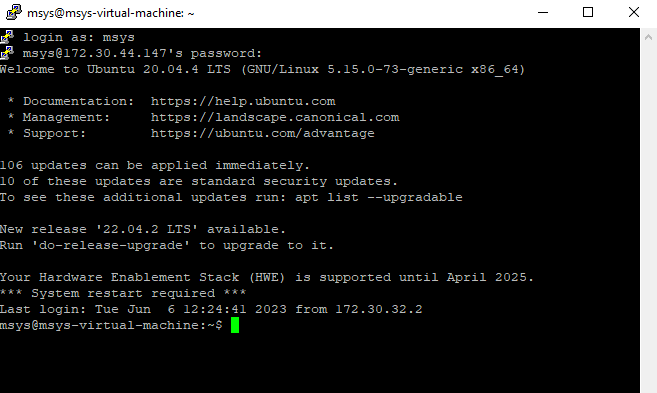 msys@msys-virtual-machine: ~
login as: msys
msys@172.30.44.147's password:
Welcome to Ubuntu 20.04.4 LTS (GNU/Linux 5.15.0-73-generic x86_64)
* Documentation:  https://help.ubuntu.com
* Management:     https://landscape.canonical.com
* Support:        https://ubuntu.com/advantage
106 updates can be applied immediately.
10 of these updates are standard security updates.
To see these additional updates run: apt list --upgradable
New release '22.04.2 LTS' available.
Run 'do-release-upgrade' to upgrade to it.
Your Hardware Enablement Stack (HWE) is supported until April 2025.
*** System restart required ***
Last login: Tue Jun  6 12:24:41 2023 from 172.30.32.2
msys@msys-virtual-machine:~$